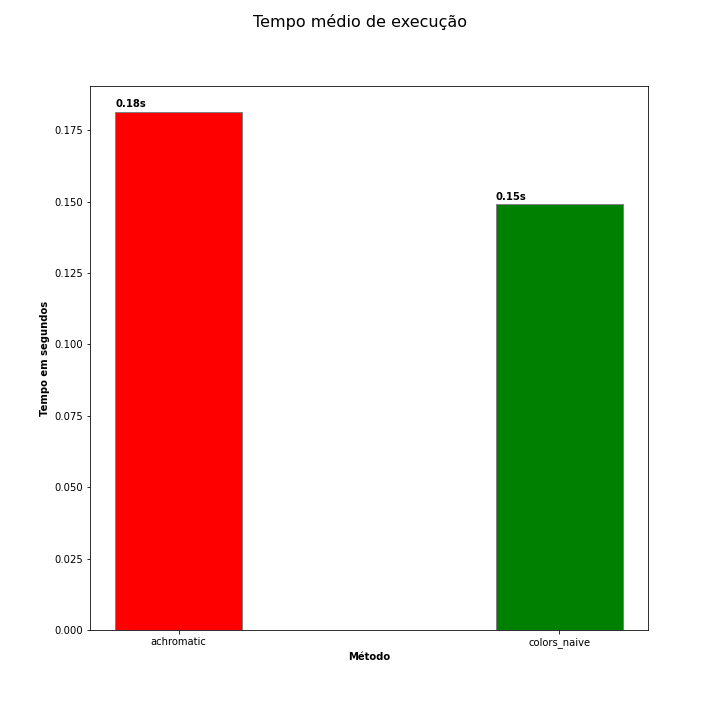 Tempo médio de execução
0.18s
0.15s
0.175
0.150
0.125
0.100
0.075
0.050
0.025
0.000
Tempo em segundos
achromatic
colors_naive
Método